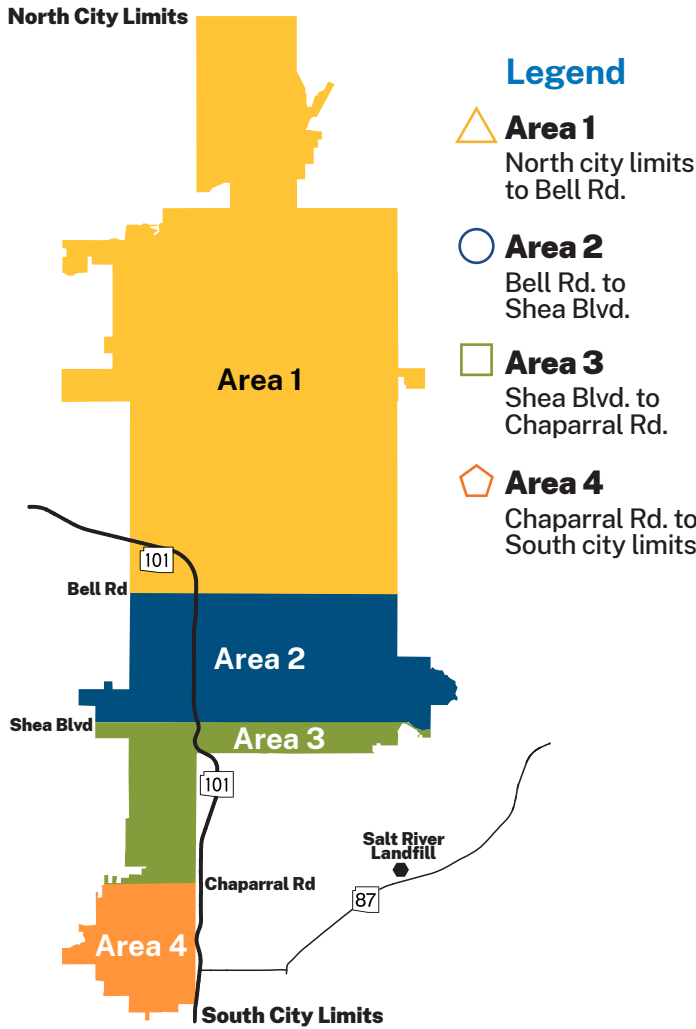 North City Limits
Legend
Area 1
North city limits
to Bell Rd.
Area 2
Bell Rd. to
Shea Blvd.
Area 3
Shea Blvd. to
Chaparral Rd.
Area 4
Chaparral Rd. to
South city limits
Area 1
101
Bell Rd
Area 2
Shea Blvd
Area 3
101
Salt River
Landfill
Chaparral Rd
87
Area 4
South City Limits